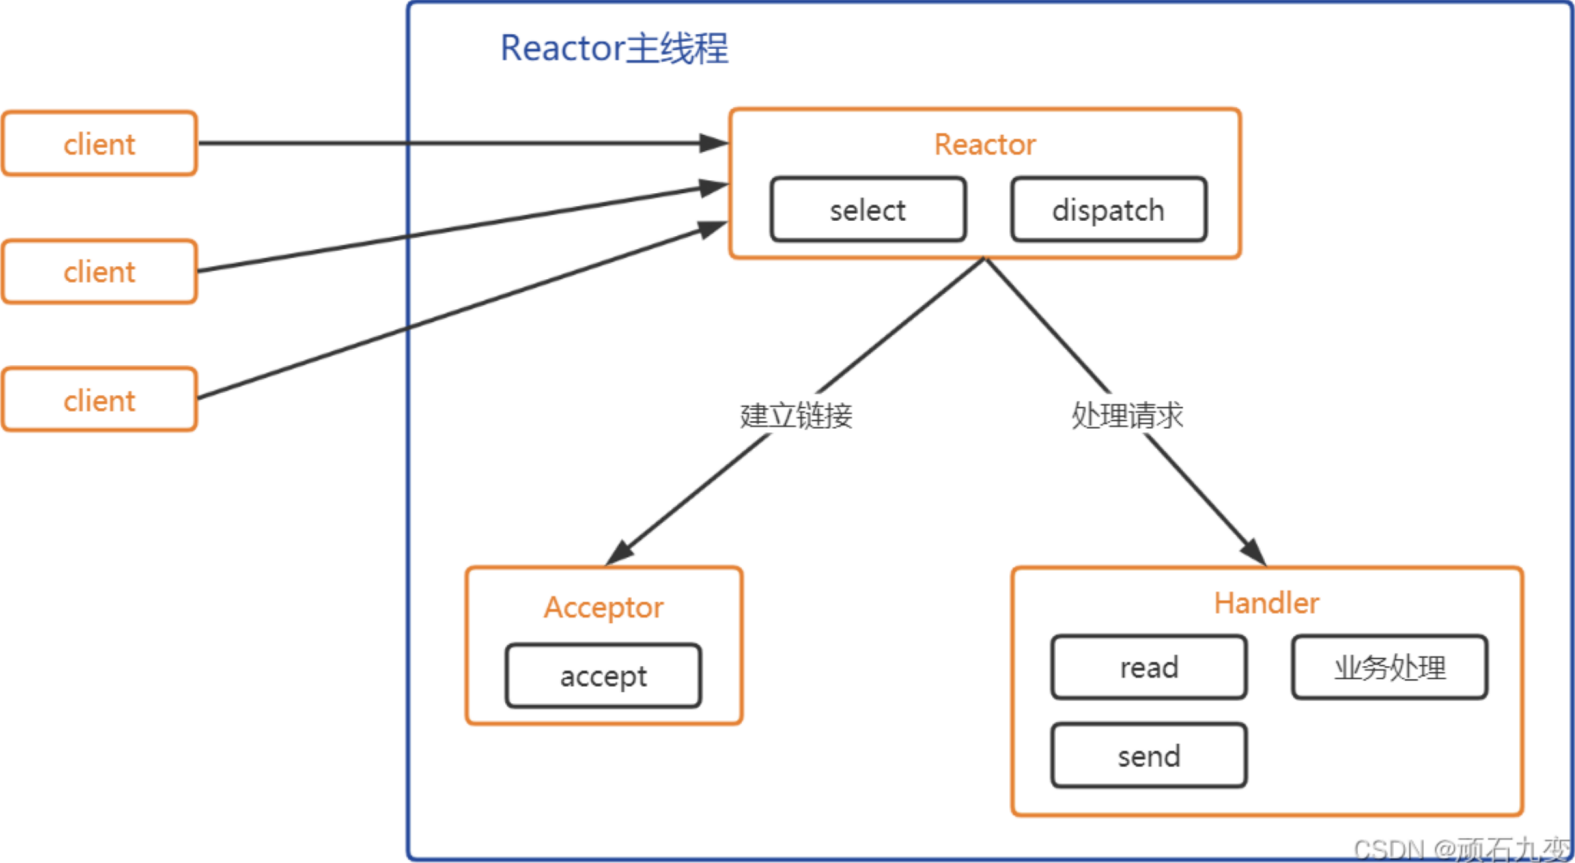 Reactor主线程
client
client
client
Reactor
select
dispatch
建立链接
处理请求
Acceptor
accept
Handler
read
业务处理
send
CSDN @顽石九变